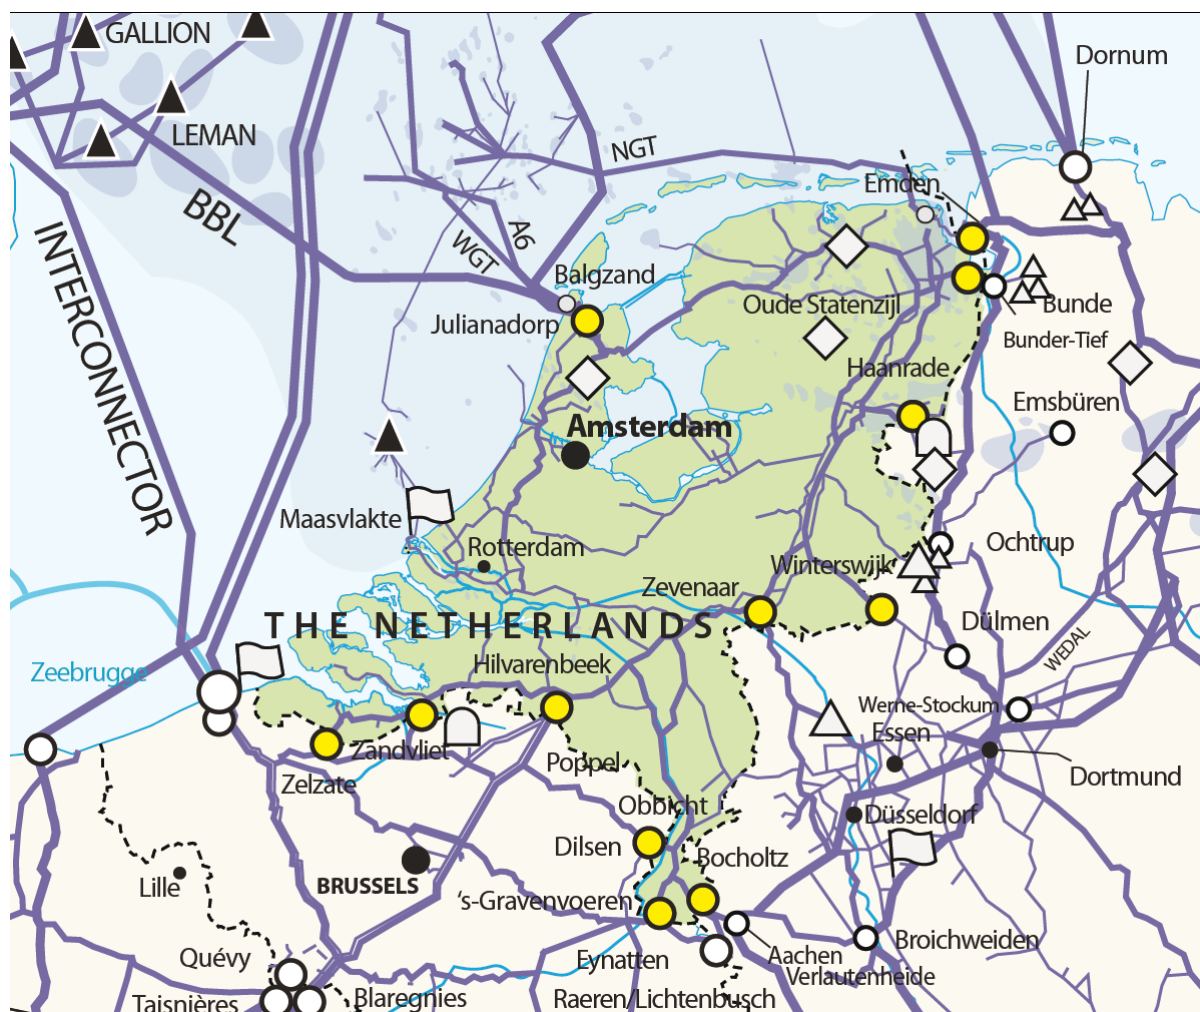 GALLION
Dornum
LEMAN
NGT
Emden
BBL
A6
WGT
INTERCONNECTOR
Balgzand
Julianadorp
Oude Statenzijl
Bunde
Bunder-Tief
Haanrade
Emsbüren
Amsterdam
Maasvlakte
Rotterdam
Ochtrup
Winterswijk
Zevenaar
THE NETHERLANDS
Dülmen
WEDAL
Hilvarenbeek
Zeebrugge
Werne-Stockum
Essen
Zandvliet
Poppel
Dortmund
Zelzate
Obbicht
Düsseldorf
Dilsen
Bocholtz
Lille
BRUSSELS
's-Gravenvoeren
Broichweiden
Quévy
Eynatten
Aachen
Verlautenheide
Taisnières
Blaregnies
Raeren/Lichtenbusch